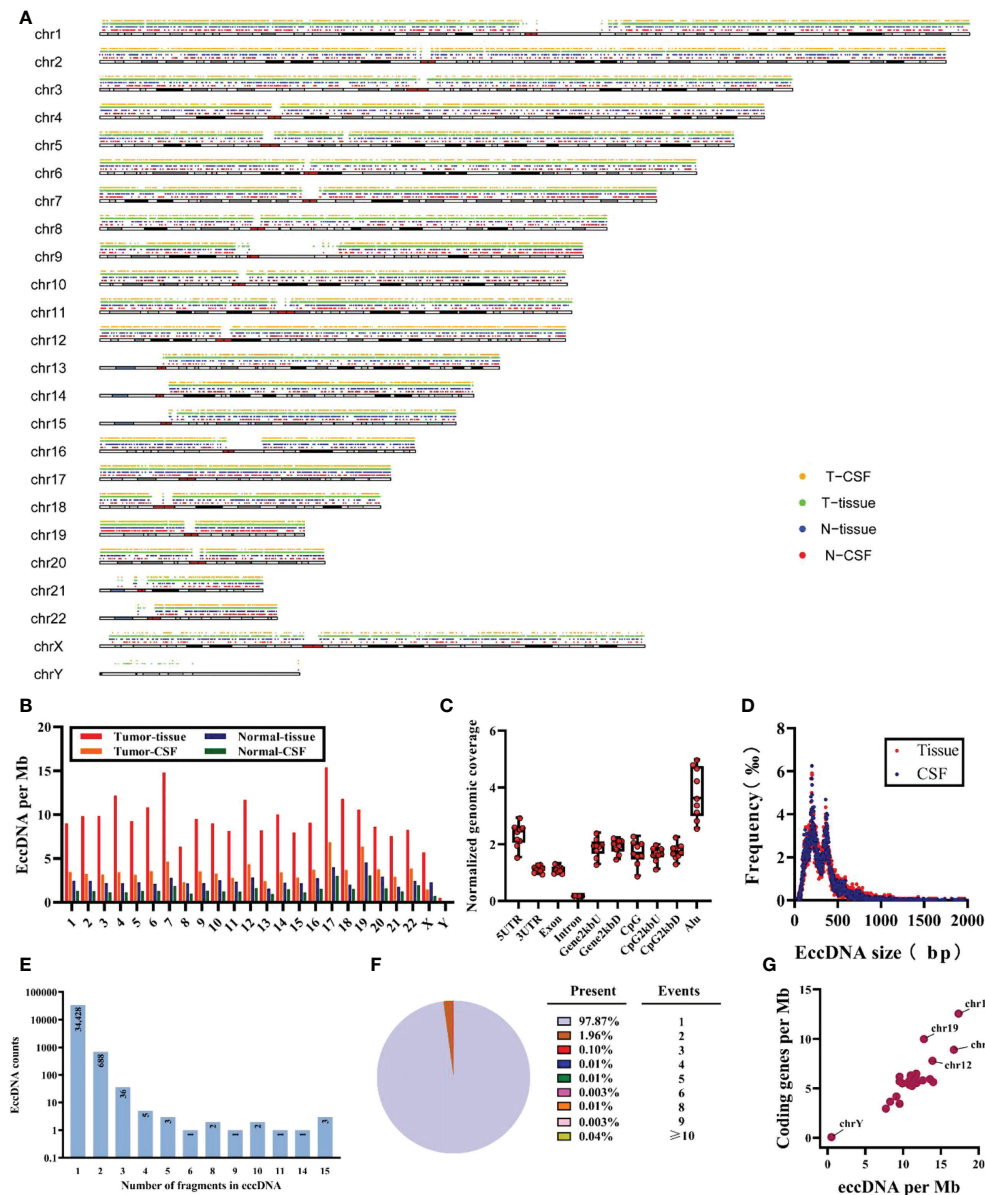 A
chr1
chr2
chr3
chr4
chr5
chr6
chr7
chr8
chr9
chr10
chr11
chr12
chr13
chr14
chr15
chr16
chr17
chr18
chr19
chr20
chr21
chr22
chrX
chrY
T−CSF
T−tissue
N−tissue
N−CSF
B
EccDNA per Mb
20
15
10
5
0
Tumor-tissue
Normal-tissue
Tumor-CSF
Normal-CSF
1 2 3 4 5 6 7 8 9 10 11 12 13 14 15 16 17 18 19 20 21 22 X Y
C
Normalized genomic coverage
6
4
2
0
5UTR
3UTR
Exon
Intron
Gene2kbU
Gene2kbD
CpG
CpG2kbU
CpG2kbD
Alu
D
Frequency（‰）
8
6
4
2
0
Tissue
CSF
0 500 1000 1500 2000
EccDNA size（ bp）
E
EccDNA counts
100000
10000
1000
100
10
1
0.1
34,428
688
36
5
3
1
2
1
2
1
1
3
1 2 3 4 5 6 8 9 10 11 14 15
Number of fragments in eccDNA
F
Present Events
97.87% 1
1.96% 2
0.10% 3
0.01% 4
0.01% 5
0.003% 6
0.01% 8
0.003% 9
0.04% ≥10
G
Coding genes per Mb
15
10
5
0
chr1
chr19
chr
chr12
chrY
0 5 10 15 20
eccDNA per Mb